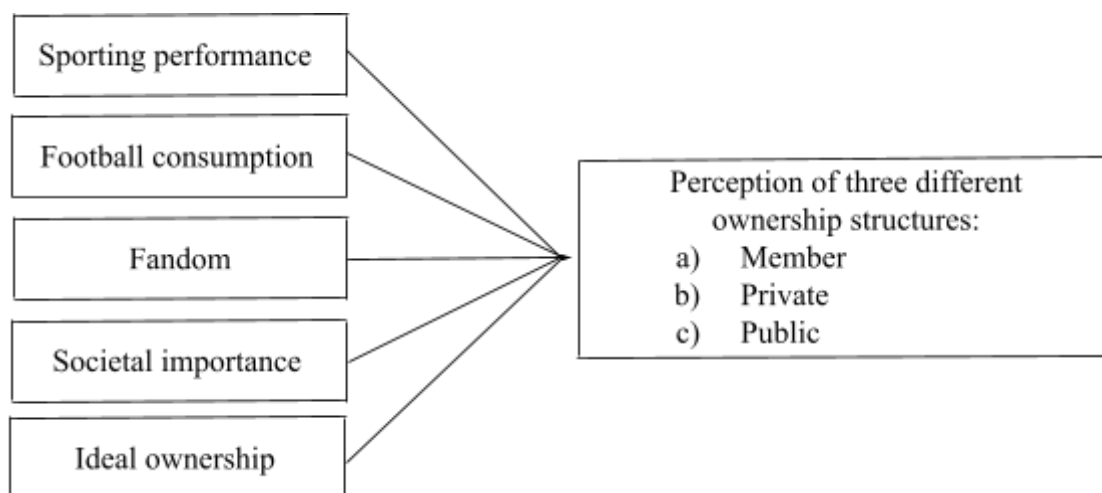 Sporting performance
Football consumption
Fandom
Societal importance
Ideal ownership
Perception of three different
ownership structures:
a) Member
b) Private
c) Public